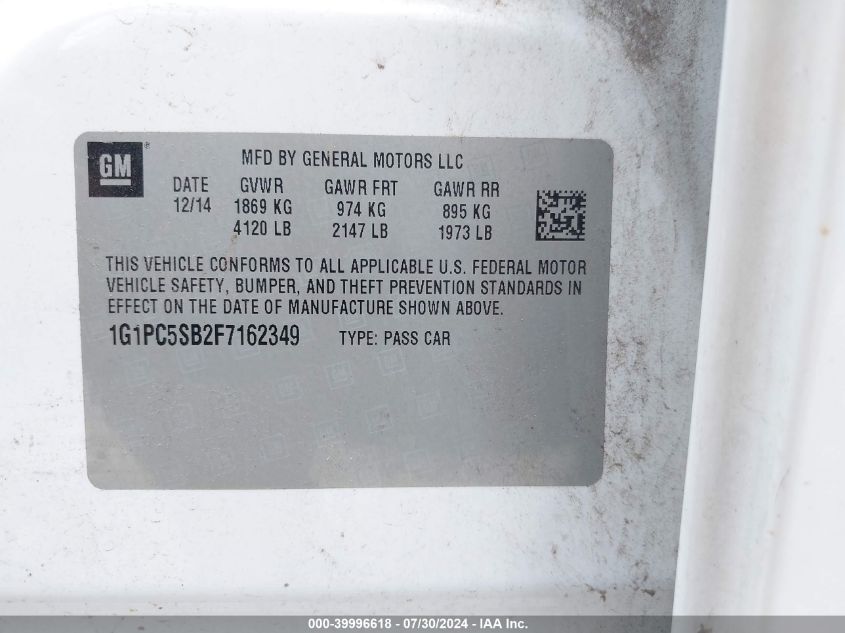 GM®
MFD BY GENERAL MOTORS LLC
DATE GVWR GAWR FRT GAWR RR
12/14 1869 KG 974 KG 895 KG
4120 LB 2147 LB 1973 LB
THIS VEHICLE CONFORMS TO ALL APPLICABLE U.S. FEDERAL MOTOR
VEHICLE SAFETY, BUMPER, AND THEFT PREVENTION STANDARDS IN
EFFECT ON THE DATE OF MANUFACTURE SHOWN ABOVE.
1G1PC5SB2F7162349 TYPE: PASS CAR
000-39996618 - 07/30/2024 - IAA Inc.